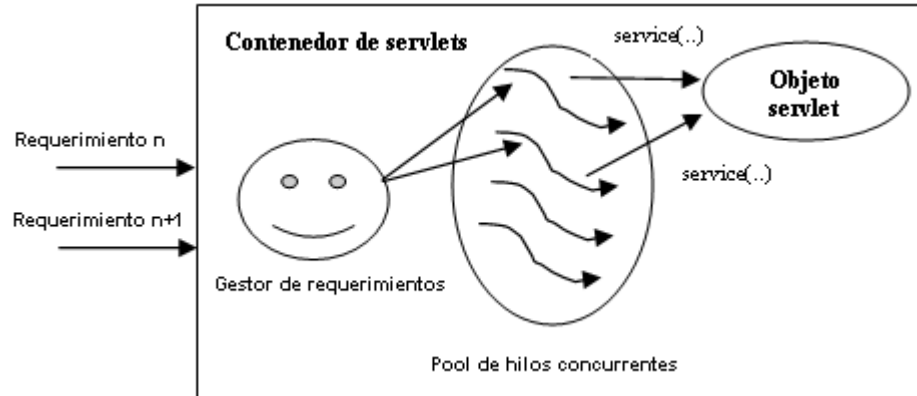 Contenedor de servlets
service(..)
Objeto
servlet
Requerimiento n
service(..)
Requerimiento n+1
Gestor de requerimientos
Pool de hilos concurrentes